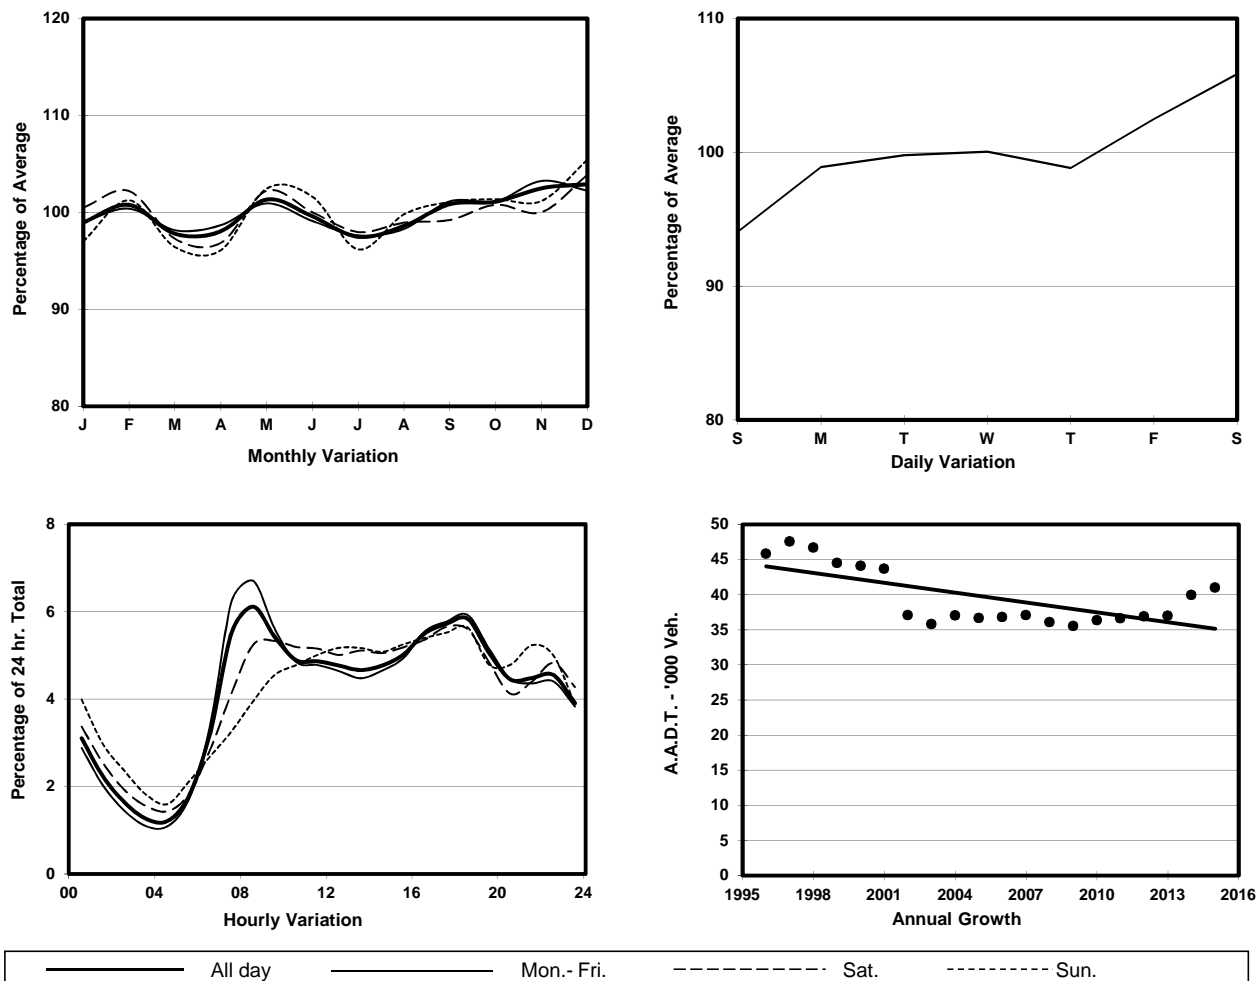 120
110
100
90
80
Percentage of Average
J F M A M J J A S O N D
Monthly Variation
110
100
90
80
Percentage of Average
S M T W T F S
Daily Variation
8
6
4
2
0
Percentage of 24 hr. Total
00 04 08 12 16 20 24
Hourly Variation
50
45
40
35
30
25
20
15
10
5
0
A.A.D.T. - '000 Veh.
1995 1998 2001 2004 2007 2010 2013 2016
Annual Growth
All day Mon.- Fri. Sat. Sun.